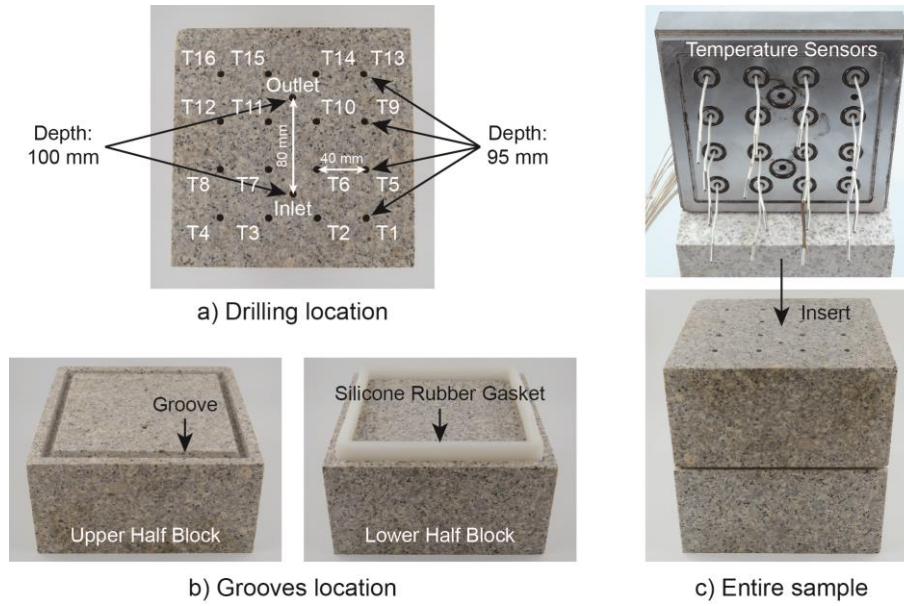 T16 T15 T14 T13
Outlet
T12 T11 T10 T9
Depth:
100 mm
80 mm
40 mm
Depth:
95 mm
T8 T7 T6 T5
Inlet
T4 T3 T2 T1
a) Drilling location
Groove
Upper Half Block
Silicone Rubber Gasket
Lower Half Block
b) Grooves location
Temperature Sensors
Insert
c) Entire sample